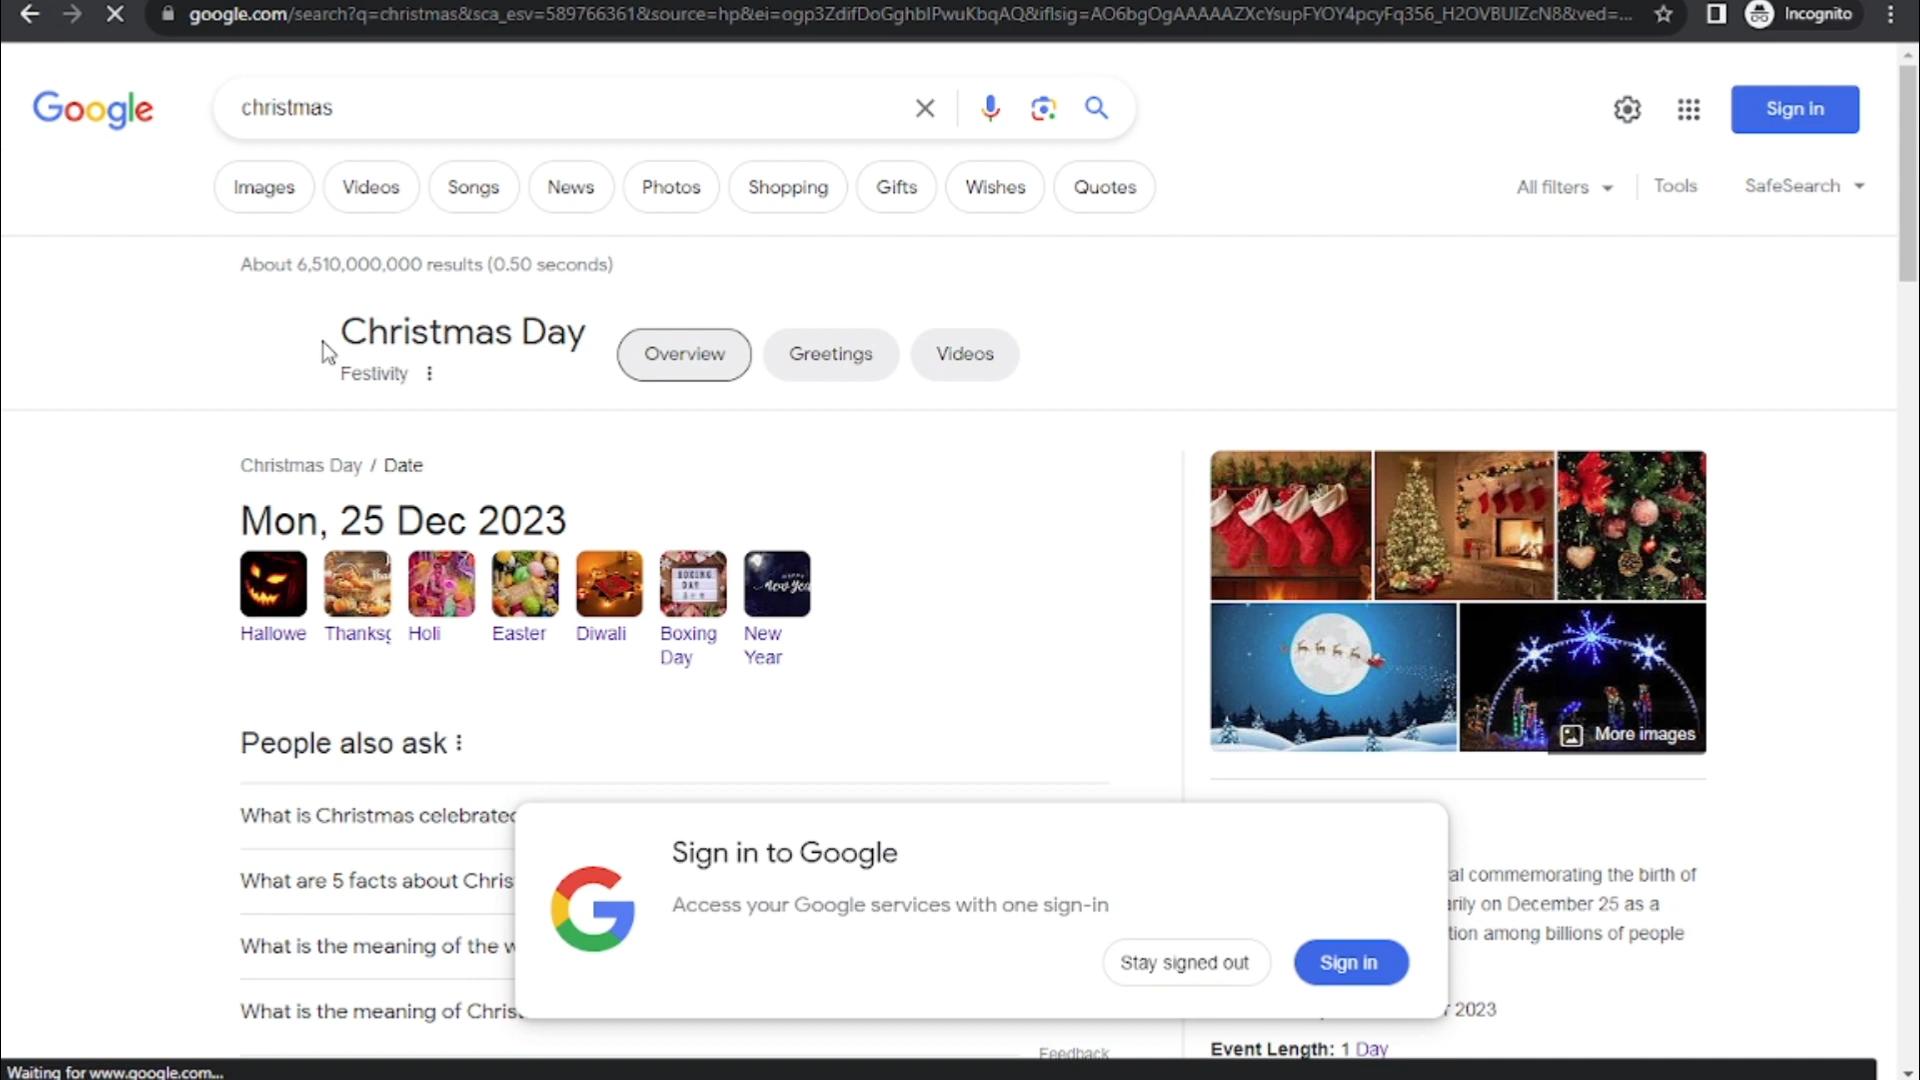 google.com/search?q=christmas&sca_esv=589766361&source=hp&ei=ogp3ZdifDoGghbIPwuKbqAQ&iflsig=AO6bgOgAAAAAZXcYsupFYOY4pcyFq356_H2OVBUIZcN8&ved=...
Incognito
Google
christmas
Sign in
Images
Videos
Songs
News
Photos
Shopping
Gifts
Wishes
Quotes
All filters
Tools
SafeSearch
About 6,510,000,000 results (0.50 seconds)
Christmas Day
Festivity
Overview
Greetings
Videos
Christmas Day / Date
Mon, 25 Dec 2023
BOXING
DAY
Hallowe
Thanksg
Holi
Easter
Diwali
Boxing
Day
New
Year
More images
People also ask
What is Christmas celebrated
What are 5 facts about Chris
What is the meaning of the w
What is the meaning of Chris
Feedback
Sign in to Google
Access your Google services with one sign-in
Stay signed out
Sign in
al commemorating the birth of
arily on December 25 as a
tion among billions of people
2023
Event Length: 1 Day
Waiting for www.google.com...